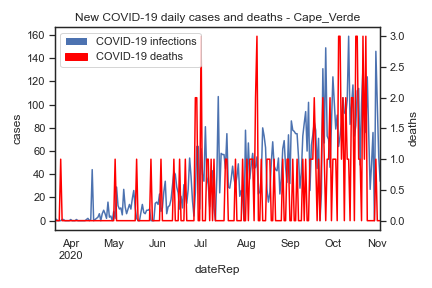 New COVID-19 daily cases and deaths - Cape_Verde
COVID-19 infections
COVID-19 deaths
160
140
120
100
80
60
40
20
0
cases
3.0
2.5
2.0
1.5
1.0
0.5
0.0
deaths
Apr May Jun Jul Aug Sep Oct Nov
2020
dateRep